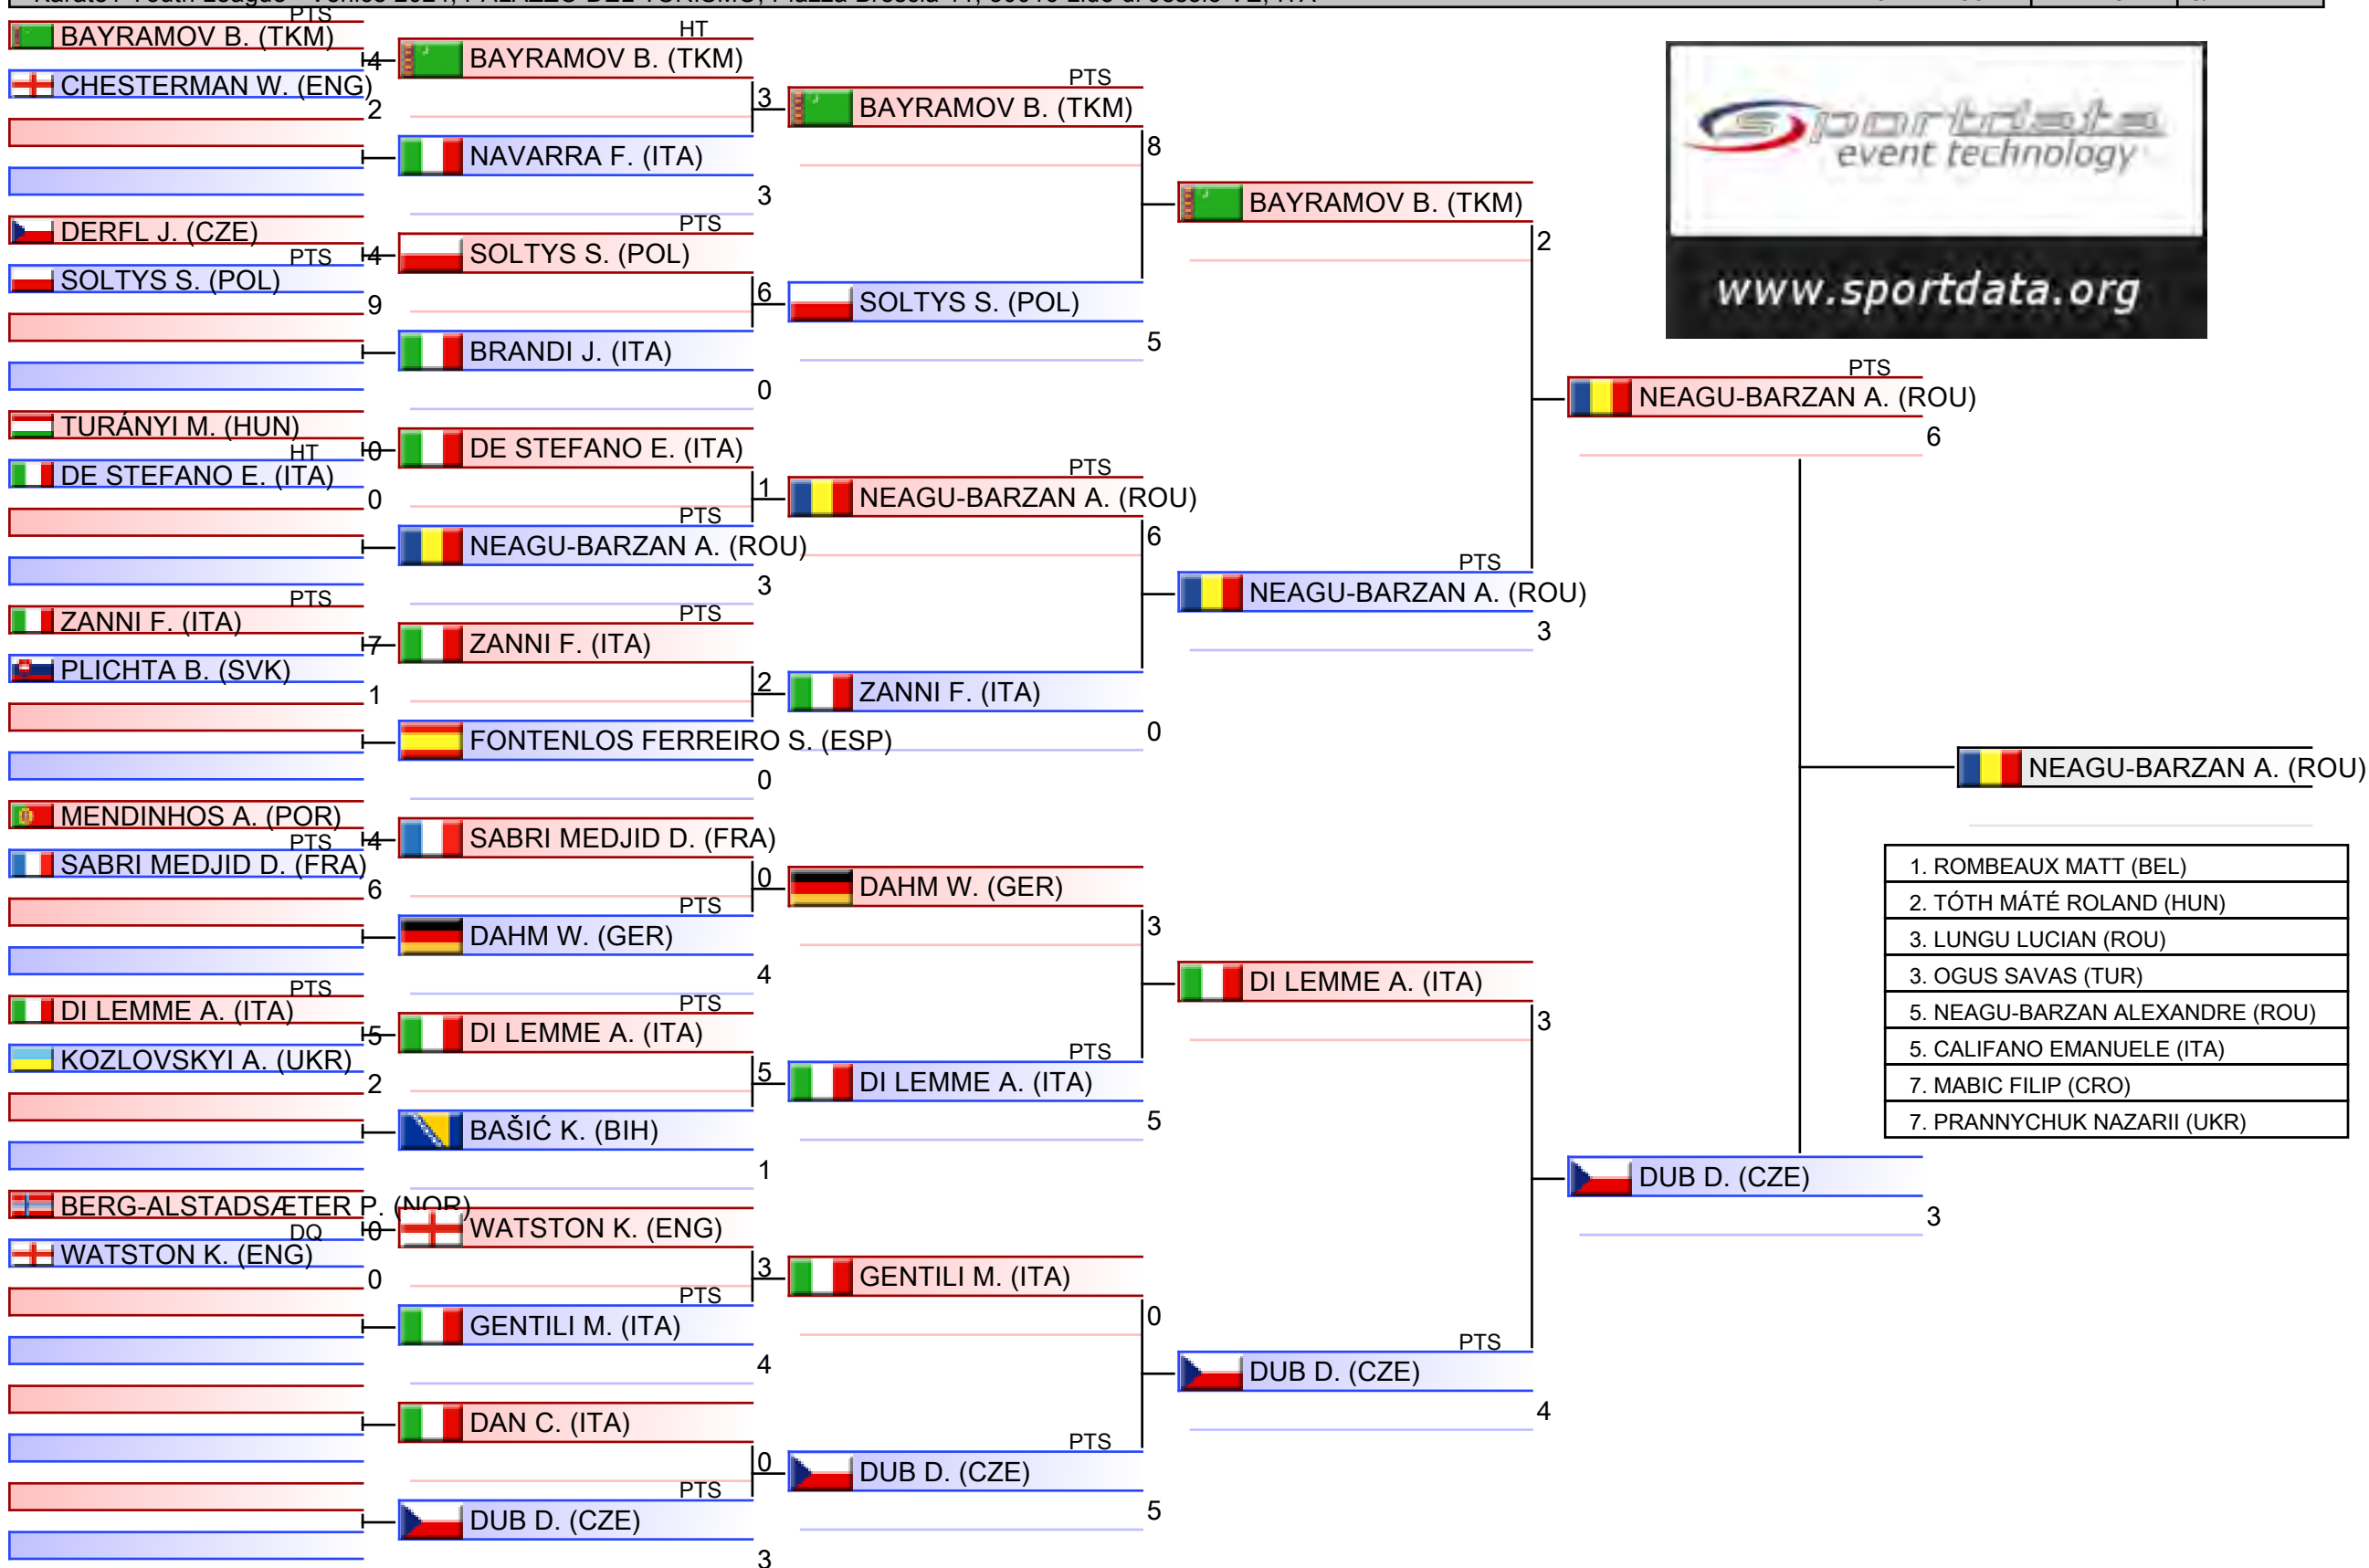 PTS
BAYRAMOV B. (TKM)
4
CHESTERMAN W. (ENG)
2
DERFL J. (CZE)
4
PTS
SOLTYS S. (POL)
9
TURÁNYI M. (HUN)
0
HT
DE STEFANO E. (ITA)
0
PTS
ZANNI F. (ITA)
7
PLICHTA B. (SVK)
1
MENDINHOS A. (POR)
4
PTS
SABRI MEDJID D. (FRA)
6
PTS
DI LEMME A. (ITA)
5
KOZLOVSKYI A. (UKR)
2
BERG-ALSTADSÆTER P. (NOR)
0
DQ
WATSTON K. (ENG)
0
HT
BAYRAMOV B. (TKM)
3
NAVARRA F. (ITA)
3
PTS
SOLTYS S. (POL)
6
BRANDI J. (ITA)
0
DE STEFANO E. (ITA)
1
PTS
NEAGU-BARZAN A. (ROU)
3
PTS
ZANNI F. (ITA)
2
FONTENLOS FERREIRO S. (ESP)
0
SABRI MEDJID D. (FRA)
0
PTS
DAHM W. (GER)
4
PTS
DI LEMME A. (ITA)
5
BAŠIĆ K. (BIH)
1
WATSTON K. (ENG)
3
PTS
GENTILI M. (ITA)
4
DAN C. (ITA)
0
PTS
DUB D. (CZE)
3
PTS
BAYRAMOV B. (TKM)
8
SOLTYS S. (POL)
5
PTS
NEAGU-BARZAN A. (ROU)
6
ZANNI F. (ITA)
0
DAHM W. (GER)
3
PTS
DI LEMME A. (ITA)
5
GENTILI M. (ITA)
0
PTS
DUB D. (CZE)
5
BAYRAMOV B. (TKM)
2
PTS
NEAGU-BARZAN A. (ROU)
3
DI LEMME A. (ITA)
3
PTS
DUB D. (CZE)
4
PTS
NEAGU-BARZAN A. (ROU)
6
DUB D. (CZE)
3
NEAGU-BARZAN A. (ROU)
sportdata
event technology
www.sportdata.org
1. ROMBEAUX MATT (BEL)
2. TÓTH MÁTÉ ROLAND (HUN)
3. LUNGU LUCIAN (ROU)
3. OGUS SAVAS (TUR)
5. NEAGU-BARZAN ALEXANDRE (ROU)
5. CALIFANO EMANUELE (ITA)
7. MABIC FILIP (CRO)
7. PRANNYCHUK NAZARII (UKR)